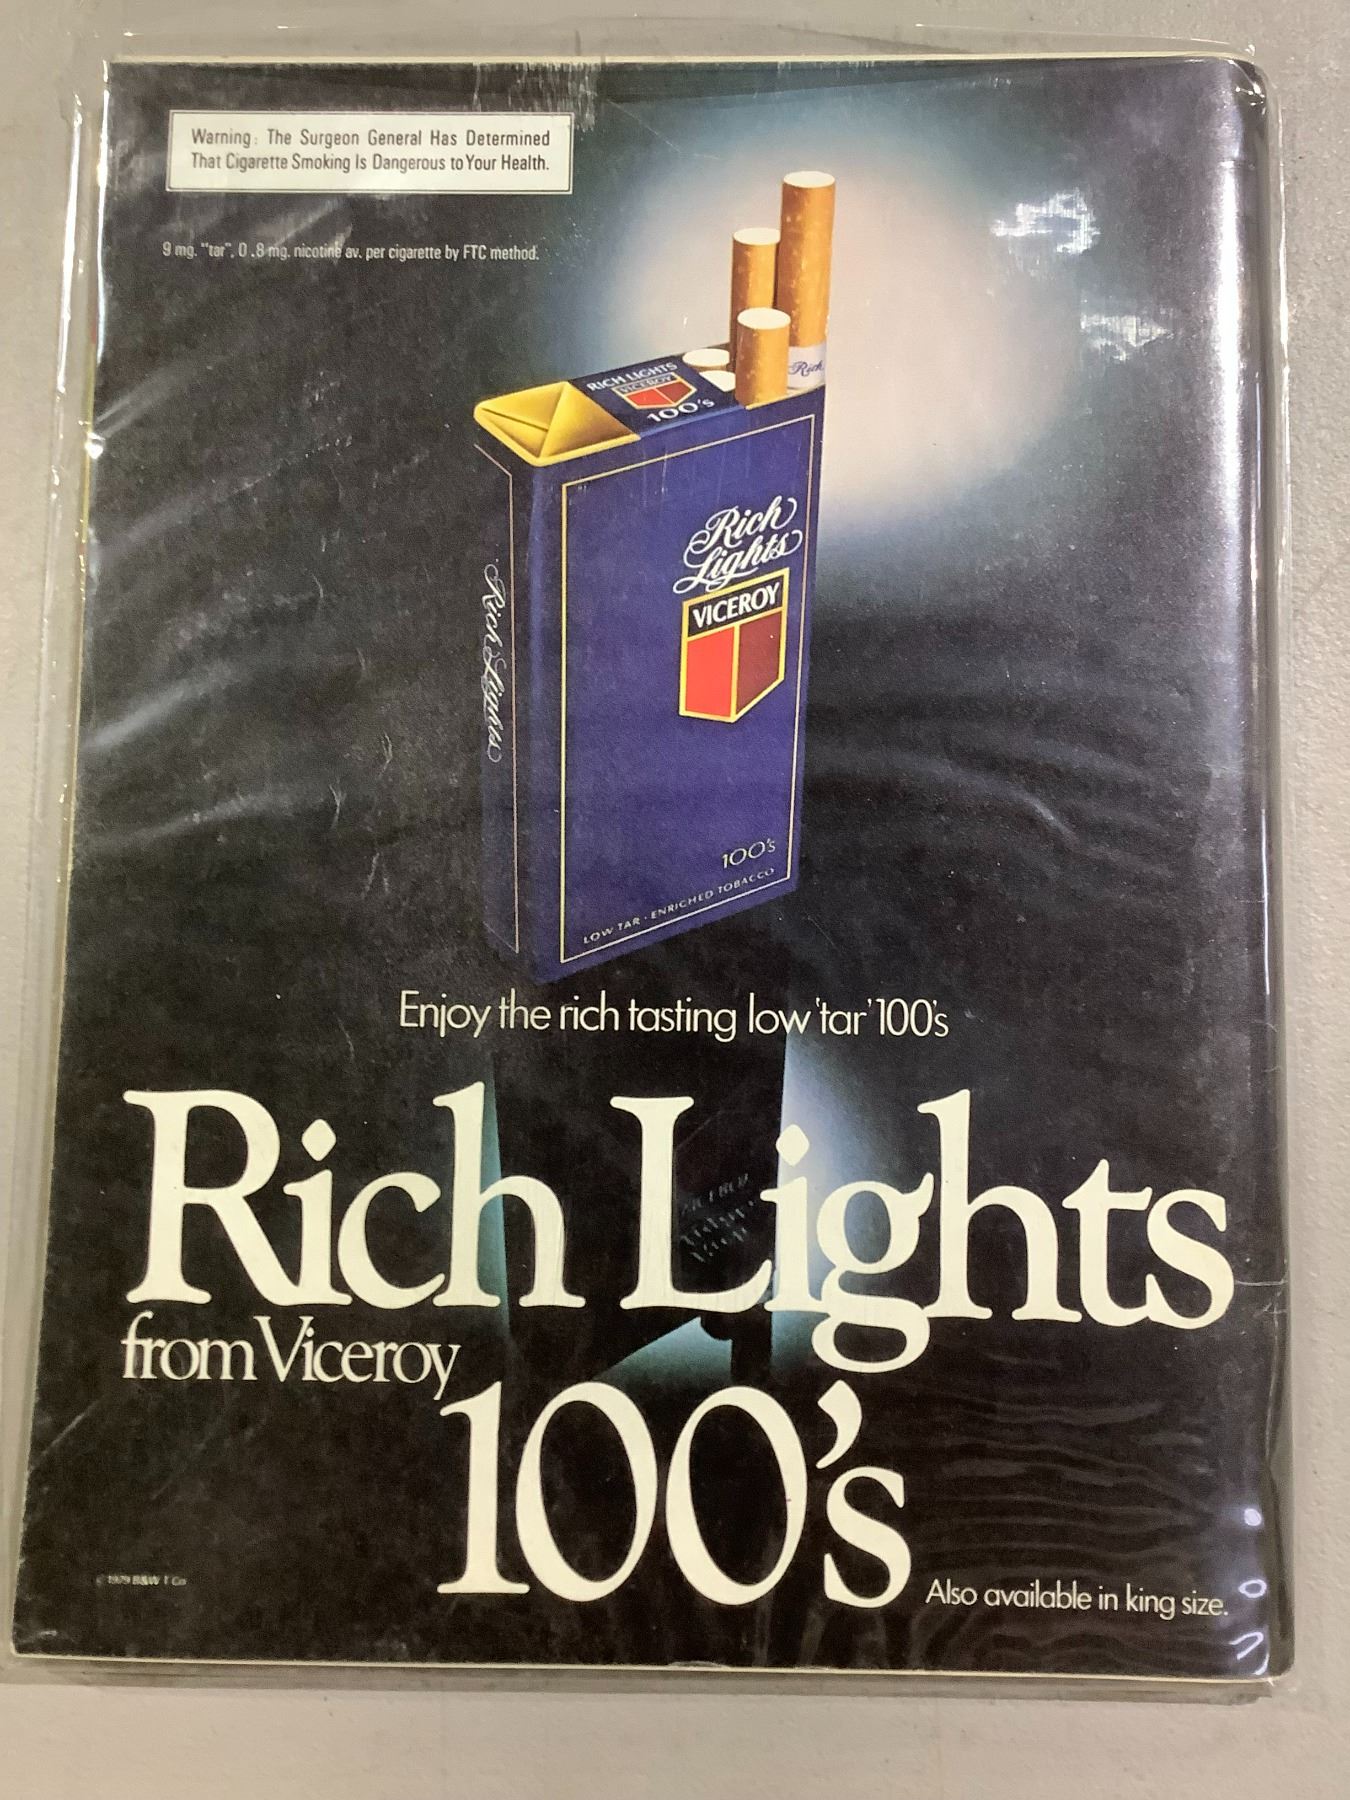 Warning: The Surgeon General Has Determined
That Cigarette Smoking Is Dangerous to Your Health.
9 mg. "tar", 0.8 mg. nicotine av. per cigarette by FTC method.
Rich
RICH LIGHTS
VICEROY
100's
Rich
Lights
VICEROY
Rich Lights
100's
LOW TAR · ENRICHED TOBACCO
Enjoy the rich tasting low 'tar' 100's
Rich Lights
from Viceroy
100's
© 1979 B&W T Co
Also available in king size.